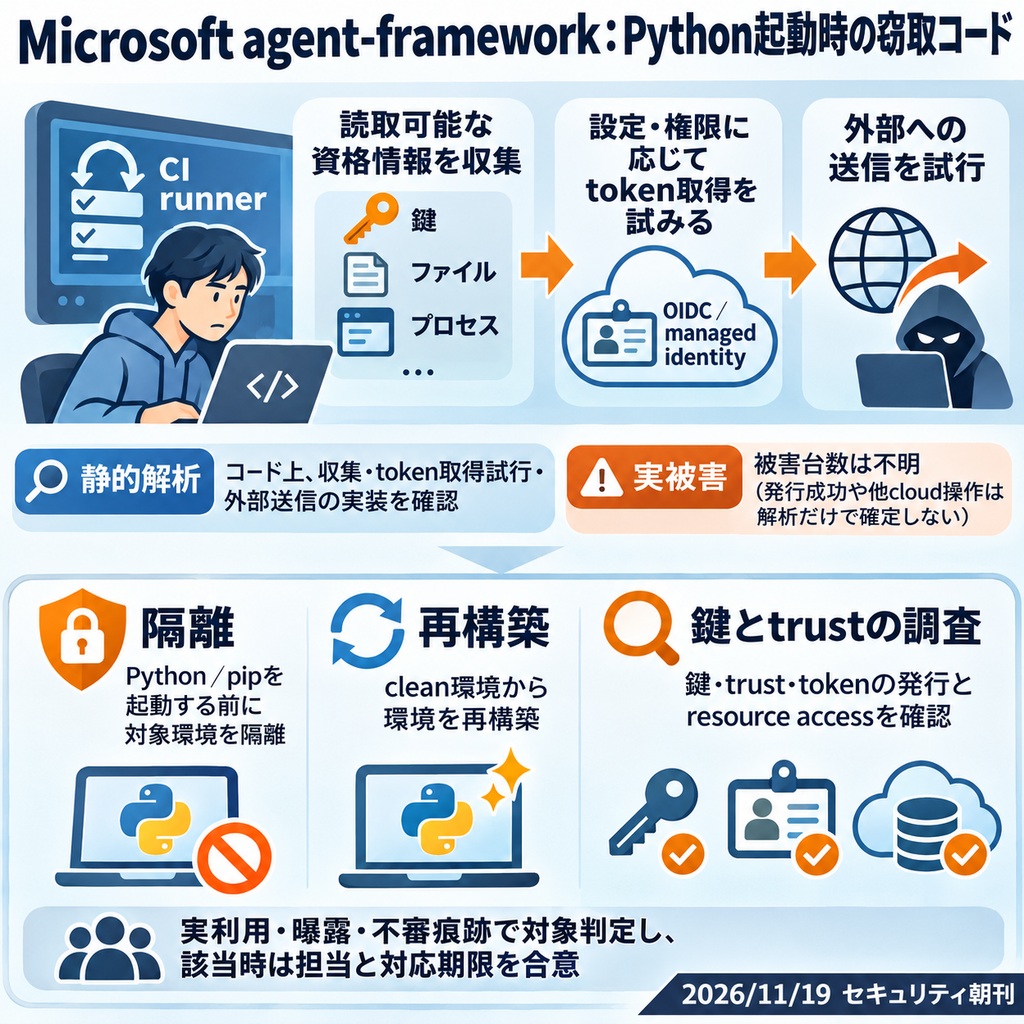 Microsoft agent-framework：Python起動時の窃取コード
CI
runner
</>
読取可能な
資格情報を収集
鍵
ファイル
プロセス
…
設定・権限に
応じて
token取得を
試みる
OIDC／
managed
identity
外部への
送信を試行
静的解析
コード上、収集・token取得試行・
外部送信の実装を確認
実被害
被害台数は不明
（発行成功や他cloud操作は
解析だけで確定しない）
隔離
Python／pipを
起動する前に
対象環境を隔離
再構築
clean環境から
環境を再構築
鍵とtrustの調査
鍵・trust・tokenの発行と
resource accessを確認
実利用・曝露・不審痕跡で対象判定し、
該当時は担当と対応期限を合意
2026/11/19 セキュリティ朝刊